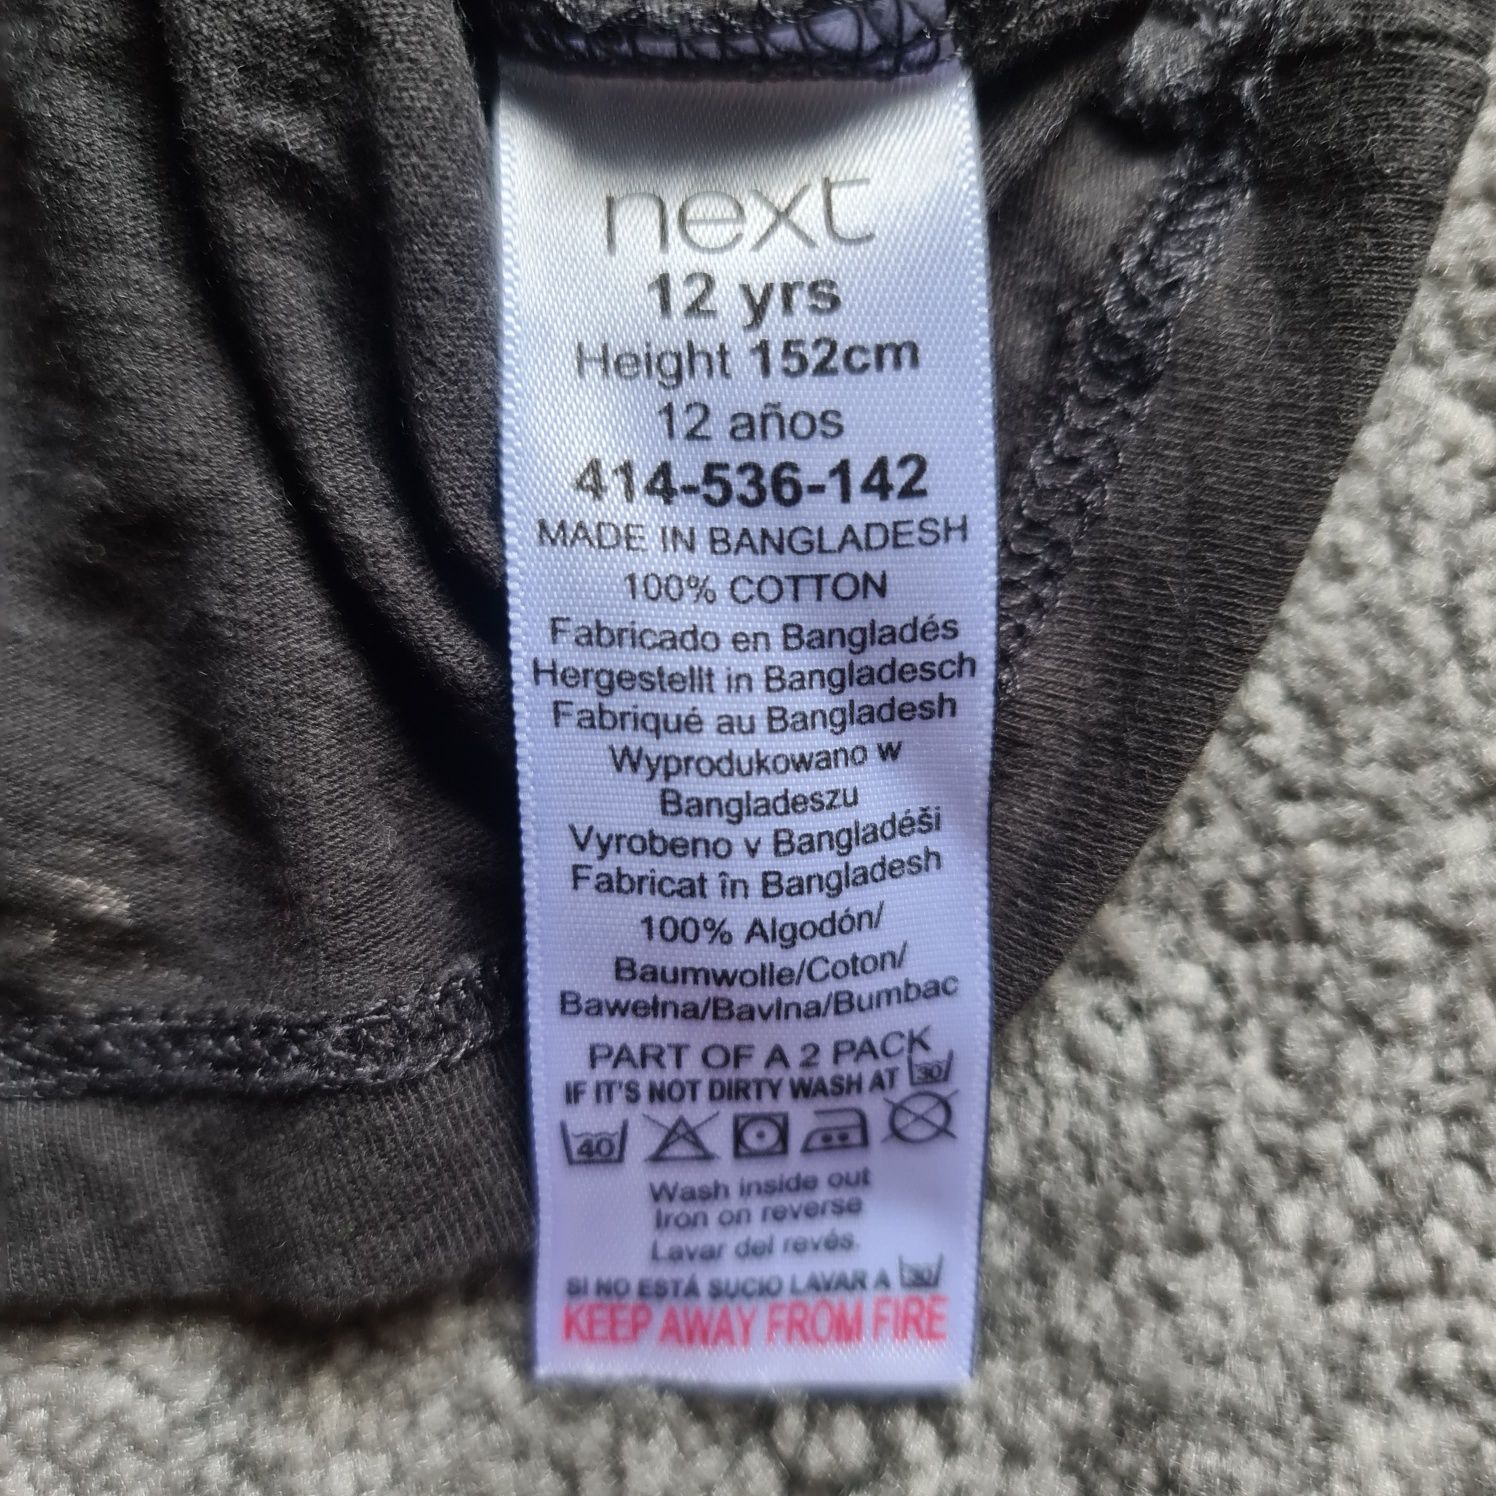 next
12 yrs
Height 152cm
12 años
414-536-142
MADE IN BANGLADESH
100% COTTON
Fabricado en Bangladés
Hergestellt in Bangladesch
Fabriqué au Bangladesh
Wyprodukowano w
Bangladeszu
Vyrobeno v Bangladéši
Fabricat în Bangladesh
100% Algodón/
Baumwolle/Coton/
Bawełna/Bavlna/Bumbac
PART OF A 2 PACK
IF IT'S NOT DIRTY WASH AT 30
40
Wash inside out
Iron on reverse
Lavar del revés.
SI NO ESTÁ SUCIO LAVAR A 30
KEEP AWAY FROM FIRE